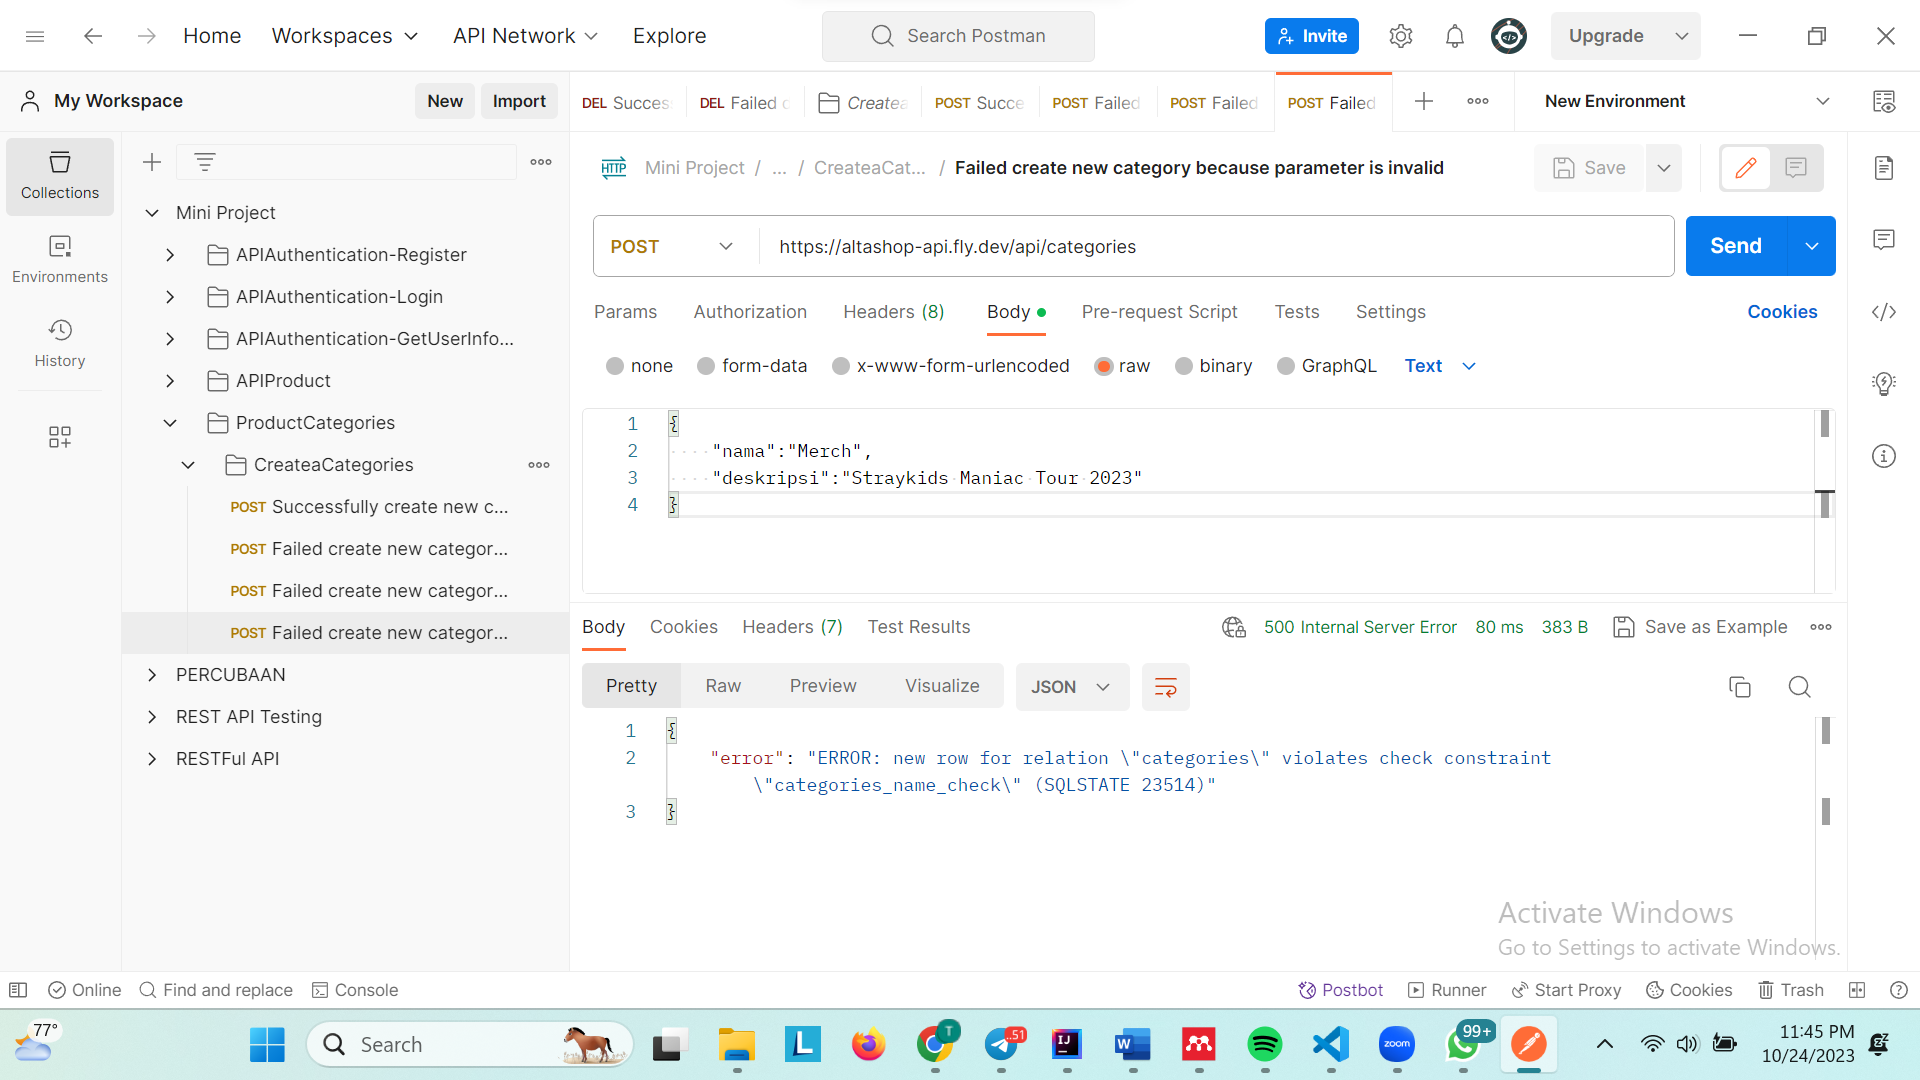 Home
Workspaces
API Network
Explore
Search Postman
Invite
Upgrade
My Workspace
New
Import
DEL Success
DEL Failed c
Createa
POST Succe
POST Failed
POST Failed
POST Failed
New Environment
Collections
Environments
History
Mini Project
APIAuthentication-Register
APIAuthentication-Login
APIAuthentication-GetUserInfo...
APIProduct
ProductCategories
CreateaCategories
POST Successfully create new c...
POST Failed create new categor...
POST Failed create new categor...
POST Failed create new categor...
PERCUBAAN
REST API Testing
RESTFul API
HTTP Mini Project / ... / CreateaCat... / Failed create new category because parameter is invalid
Save
POST
https://altashop-api.fly.dev/api/categories
Send
Params
Authorization
Headers (8)
Body
Pre-request Script
Tests
Settings
Cookies
none
form-data
x-www-form-urlencoded
raw
binary
GraphQL
Text
1 {
2 "nama":"Merch",
3 "deskripsi":"Straykids Maniac Tour 2023"
4 }
Body
Cookies
Headers (7)
Test Results
500 Internal Server Error
80 ms
383 B
Save as Example
Pretty
Raw
Preview
Visualize
JSON
1 {
2 "error": "ERROR: new row for relation \"categories\" violates check constraint
\"categories_name_check\" (SQLSTATE 23514)"
3 }
Activate Windows
Go to Settings to activate Windows.
Online
Find and replace
Console
Postbot
Runner
Start Proxy
Cookies
Trash
77°
Search
L
T
..51
IJ
W
zoom
99+
11:45 PM
10/24/2023